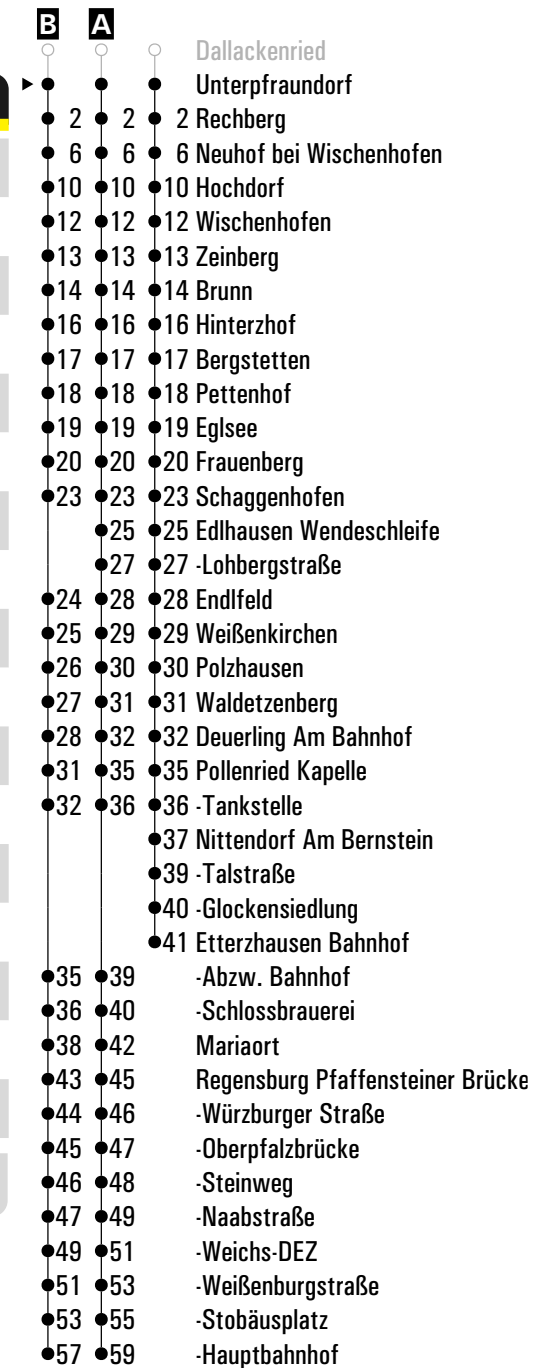 B A
Dallackenried
Unterpfraundorf
2 2 2 Rechberg
6 6 6 Neuhof bei Wischenhofen
10 10 10 Hochdorf
12 12 12 Wischenhofen
13 13 13 Zeinberg
14 14 14 Brunn
16 16 16 Hinterzhof
17 17 17 Bergstetten
18 18 18 Pettenhof
19 19 19 Eglsee
20 20 20 Frauenberg
23 23 23 Schaggenhofen
25 25 Edlhausen Wendeschleife
27 27 -Lohbergstraße
24 28 28 Endlfeld
25 29 29 Weißenkirchen
26 30 30 Polzhausen
27 31 31 Waldetzenberg
28 32 32 Deuerling Am Bahnhof
31 35 35 Pollenried Kapelle
32 36 36 -Tankstelle
37 Nittendorf Am Bernstein
39 -Talstraße
40 -Glockensiedlung
41 Etterzhausen Bahnhof
35 39 -Abzw. Bahnhof
36 40 -Schlossbrauerei
38 42 Mariaort
43 45 Regensburg Pfaffensteiner Brücke
44 46 -Würzburger Straße
45 47 -Oberpfalzbrücke
46 48 -Steinweg
47 49 -Naabstraße
49 51 -Weichs-DEZ
51 53 -Weißenburgstraße
53 55 -Stobäusplatz
57 59 -Hauptbahnhof